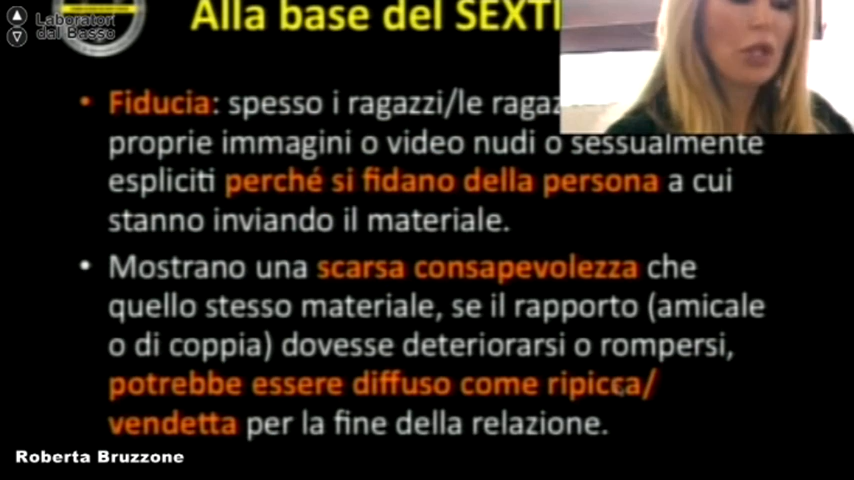 Laboratori
dal Basso
Alla base del
• Fiducia: spesso i ragazzi/le
proprie immagini o video nudi o sessualmente
espliciti perché si fidano della persona a cui
stanno inviando il materiale.
• Mostrano una scarsa consapevolezza che
quello stesso materiale, se il rapporto (amicale
o di coppia) dovesse deteriorarsi o rompersi,
potrebbe essere diffuso come ripicca/
vendetta per la fine della relazione.
Roberta Bruzzone